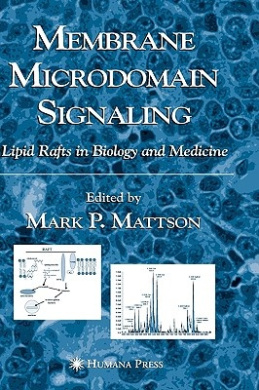 MEMBRANE
MICRODOMAIN
SIGNALING
Lipid Rafts in Biology and Medicine
Edited by
MARK P. MATTSON
HUMANA PRESS